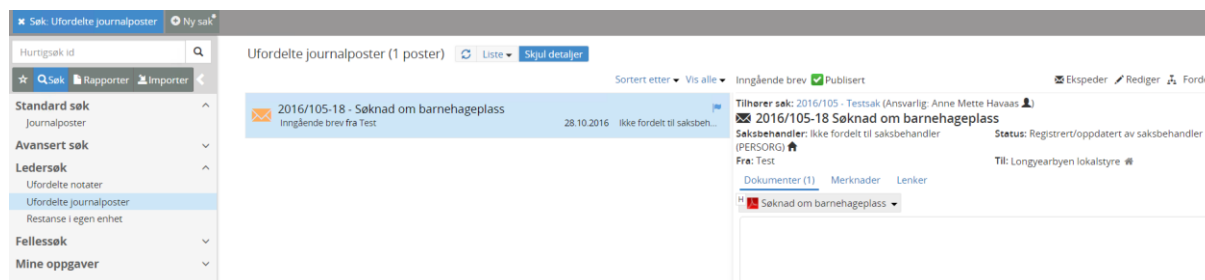 Søk: Ufordelte journalposter Ny sak
Hurtigsøk id
Søk Rapporter Importer
Standard søk
Journalposter
Avansert søk
Ledersøk
Ufordelte notater
Ufordelte journalposter
Restanse i egen enhet
Fellessøk
Mine oppgaver
Ufordelte journalposter (1 poster) Liste Skjul detaljer
Sortert etter Vis alle
2016/105-18 - Søknad om barnehageplass
Inngående brev fra Test 28.10.2016 Ikke fordelt til saksbeh...
Inngående brev Publisert Ekspeder Rediger Forde
Tilhører sak: 2016/105 - Testsak (Ansvarlig: Anne Mette Havaas )
2016/105-18 Søknad om barnehageplass
Saksbehandler: Ikke fordelt til saksbehandler Status: Registrert/oppdatert av saksbehandler
(PERSORG)
Fra: Test Til: Longyearbyen lokalstyre
Dokumenter (1) Merknader Lenker
H Søknad om barnehageplass